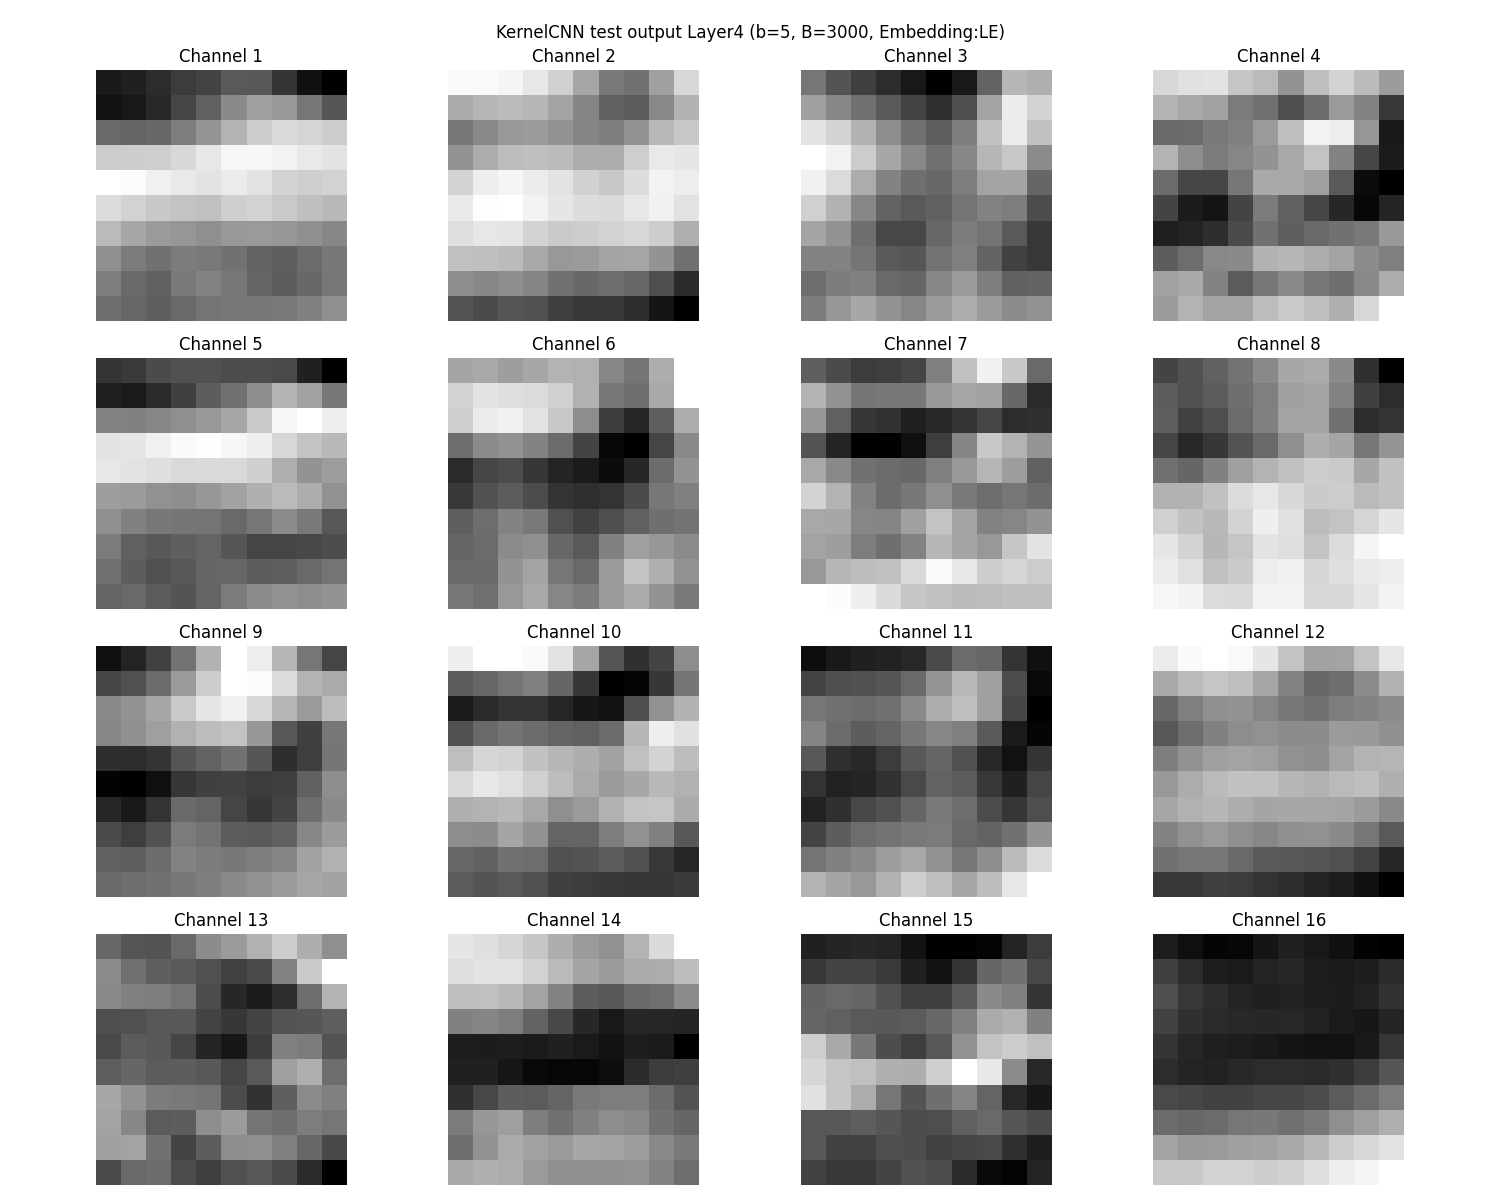 KernelCNN test output Layer4 (b=5, B=3000, Embedding:LE)
Channel 1 Channel 2 Channel 3 Channel 4
Channel 5 Channel 6 Channel 7 Channel 8
Channel 9 Channel 10 Channel 11 Channel 12
Channel 13 Channel 14 Channel 15 Channel 16